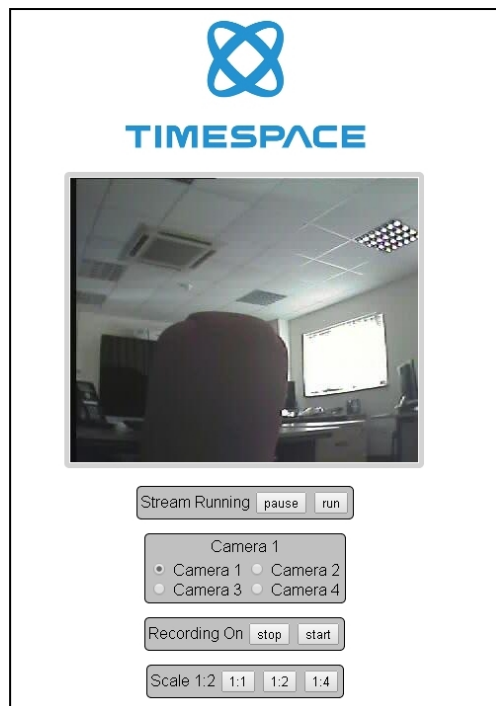 TIMESPACE
Stream Running pause run
Camera 1
Camera 1 Camera 2
Camera 3 Camera 4
Recording On stop start
Scale 1:2 1:1 1:2 1:4